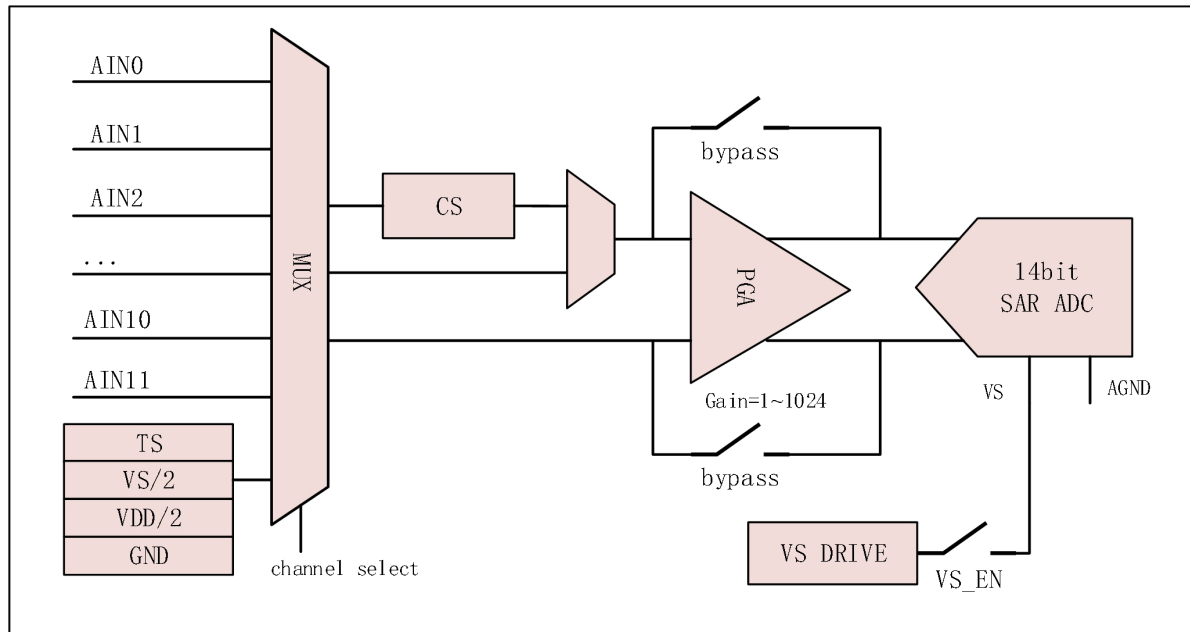 AIN0
AIN1
AIN2
...
AIN10
AIN11
TS
VS/2
VDD/2
GND
MUX
channel select
CS
bypass
PGA
Gain=1~1024
bypass
14bit
SAR ADC
VS
AGND
VS DRIVE
VS_EN